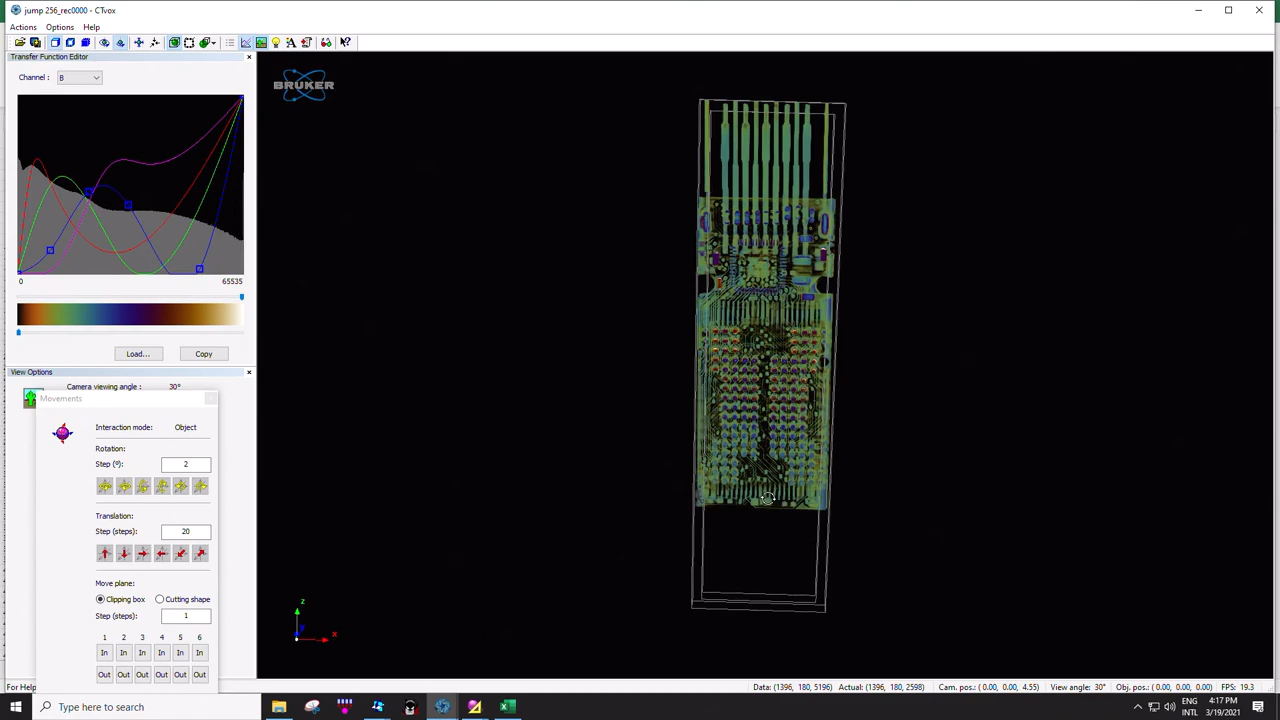 jump 256_rec0000 - CTvox
Actions Options Help
Transfer Function Editor
Channel : B
0 65535
Load... Copy
View Options
Camera viewing angle : 30°
Movements
Interaction mode: Object
Rotation:
Step (º): 2
Translation:
Step (steps): 20
Move plane:
Clipping box Cutting shape
Step (steps): 1
1 2 3 4 5 6
In In In In In In
Out Out Out Out Out Out
BRUKER
z
x
For Help
Data: (1396, 180, 5196) Actual: (1396, 180, 2598) Cam. pos.: ( 0.00, 0.00, 4.55) View angle: 30° Obj. pos.: ( 0.00, 0.00, 0.00) FPS: 19.3
Type here to search
ENG
INTL
4:17 PM
3/19/2021